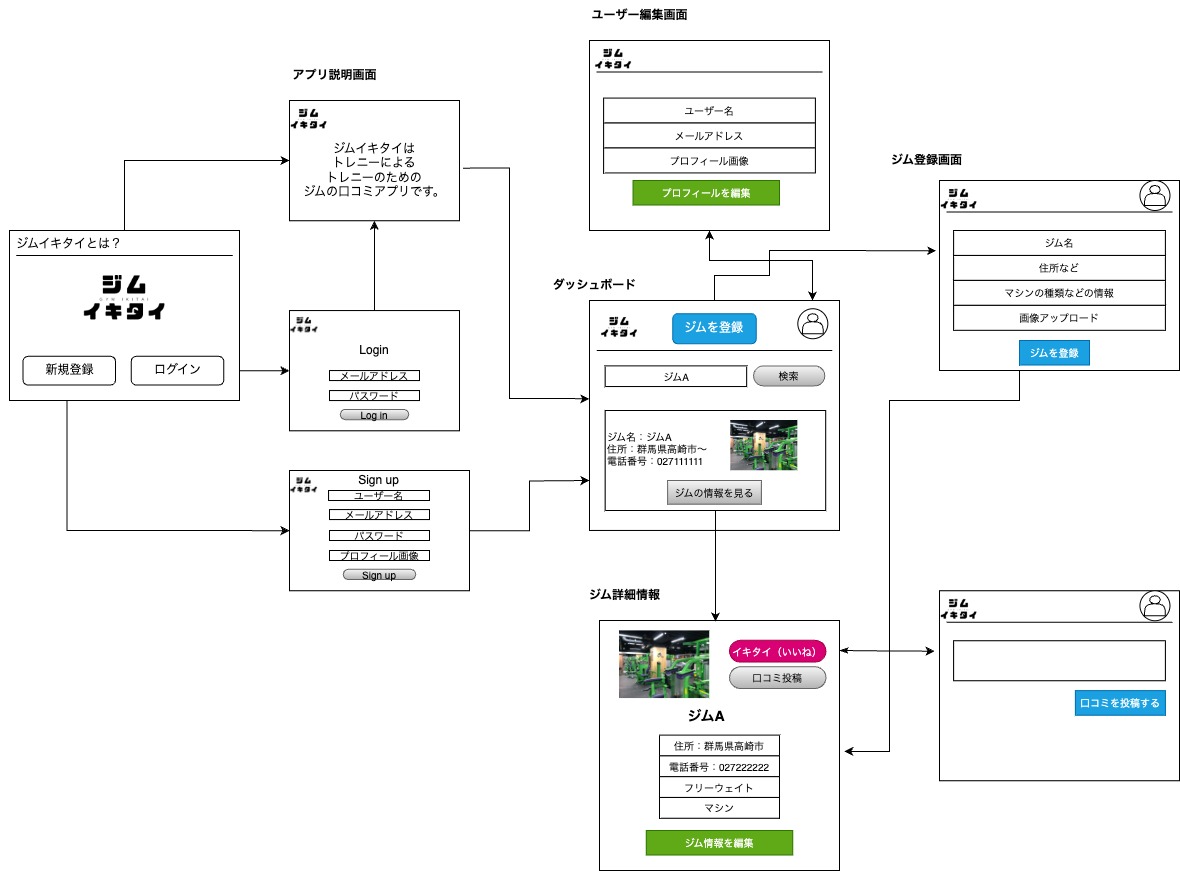 ユーザー編集画面
ジム
イキタイ
ユーザー名
メールアドレス
プロフィール画像
プロフィールを編集
アプリ説明画面
ジム
イキタイ
ジムイキタイは
トレニーによる
トレニーのための
ジムの口コミアプリです。
ジム登録画面
ジム
イキタイ
ジム名
住所など
マシンの種類などの情報
画像アップロード
ジムを登録
ジムイキタイとは？
ジム
GYM IKITAI
イキタイ
新規登録
ログイン
ジム
イキタイ
Login
メールアドレス
パスワード
Log in
ジム
イキタイ
Sign up
ユーザー名
メールアドレス
パスワード
プロフィール画像
Sign up
ダッシュボード
ジム
イキタイ
ジムを登録
ジムA
検索
ジム名：ジムA
住所：群馬県高崎市〜
電話番号：027111111
ジムの情報を見る
ジム詳細情報
イキタイ（いいね）
口コミ投稿
ジムA
住所：群馬県高崎市
電話番号：027222222
フリーウェイト
マシン
ジム情報を編集
ジム
イキタイ
口コミを投稿する